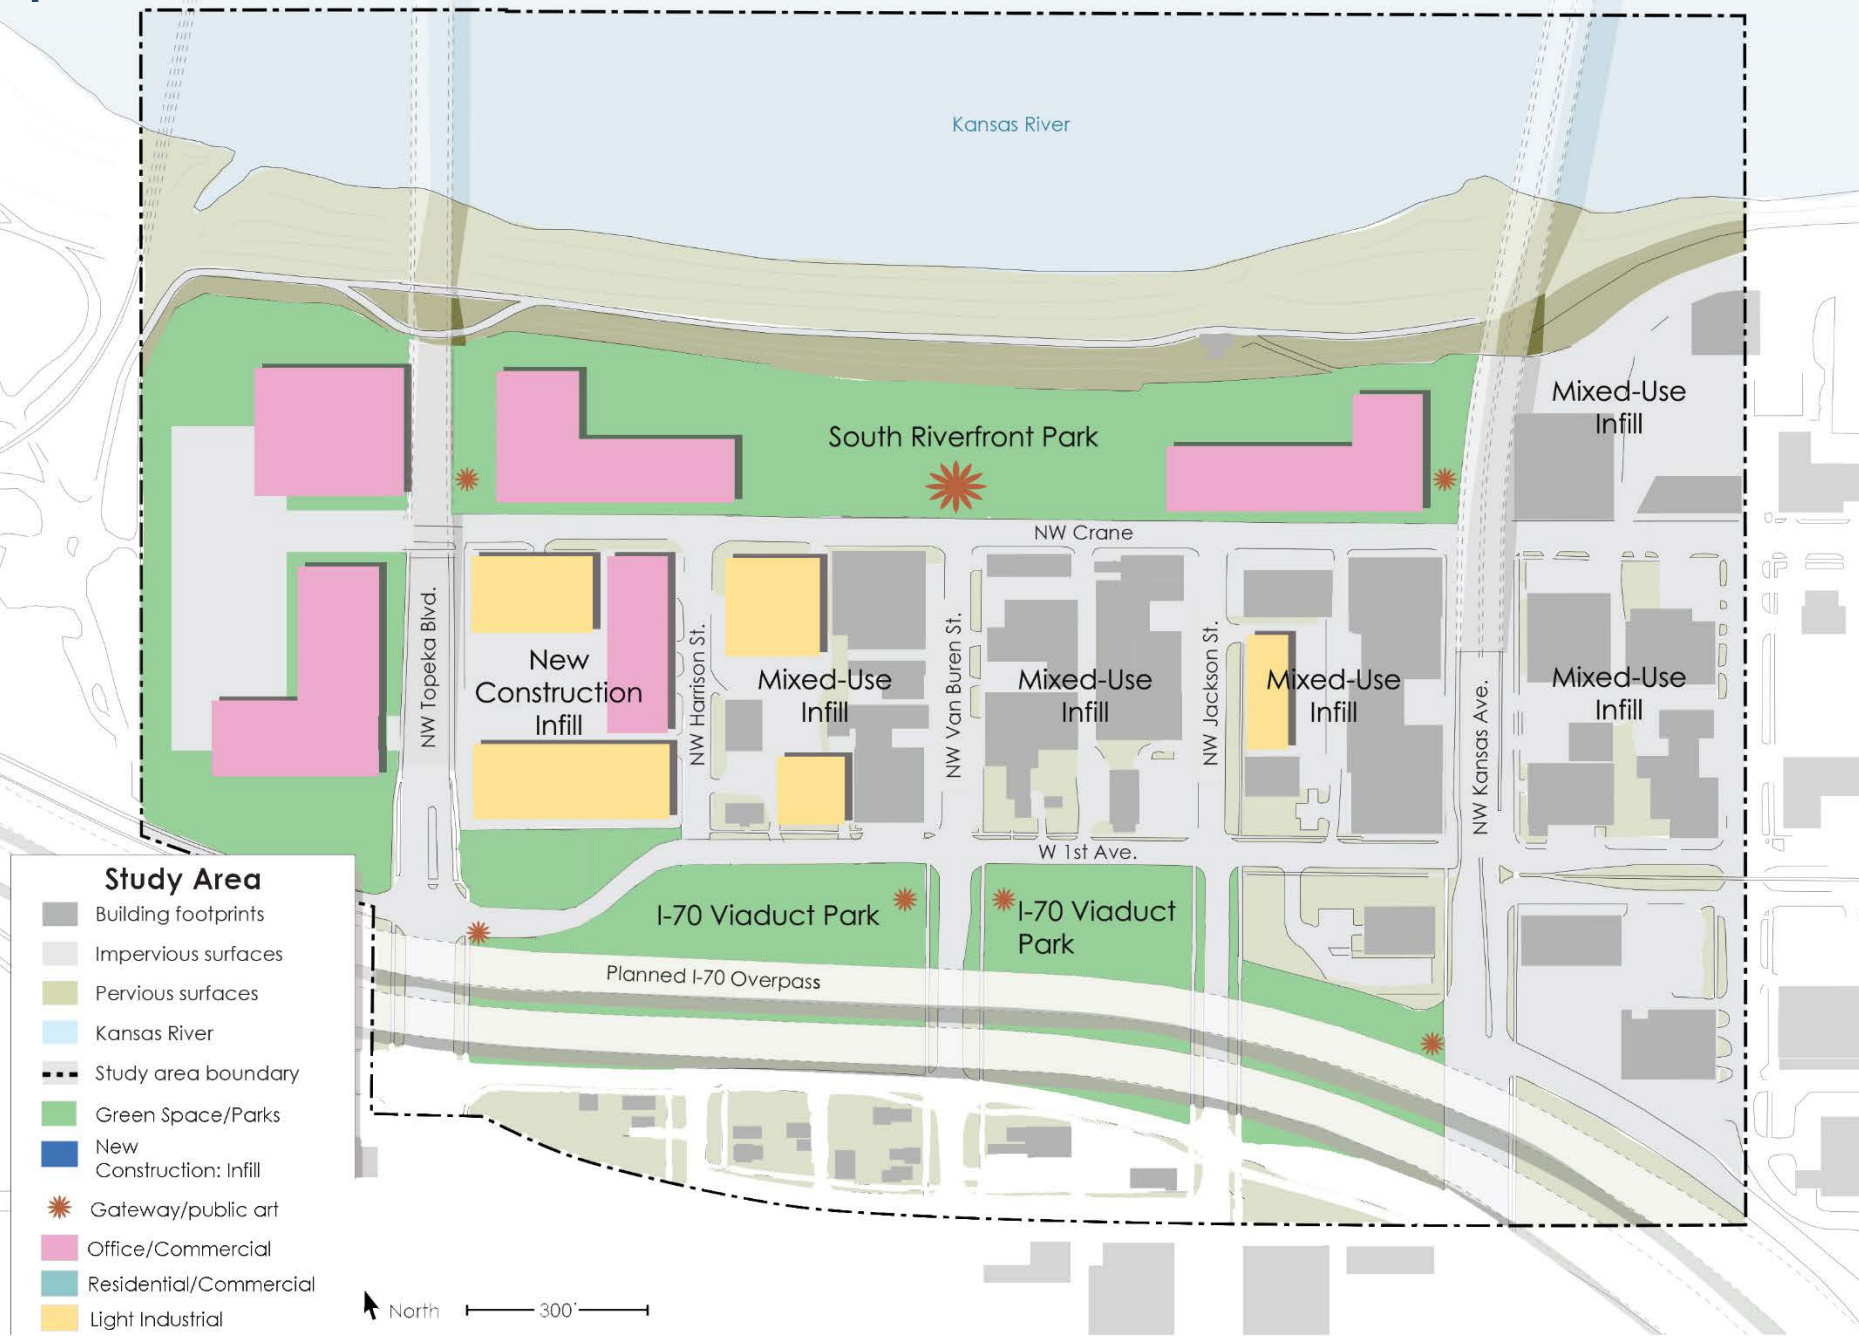 Kansas River
Mixed-Use
Infill
South Riverfront Park
NW Crane
NW Topeka Blvd.
New
Construction
Infill
NW Harrison St.
Mixed-Use
Infill
NW Van Buren St.
Mixed-Use
Infill
NW Jackson St.
Mixed-Use
Infill
NW Kansas Ave.
Mixed-Use
Infill
W 1st Ave.
I-70 Viaduct Park
I-70 Viaduct
Park
Planned I-70 Overpass
Study Area
Building footprints
Impervious surfaces
Pervious surfaces
Kansas River
Study area boundary
Green Space/Parks
New
Construction: Infill
Gateway/public art
Office/Commercial
Residential/Commercial
Light Industrial
North
300'